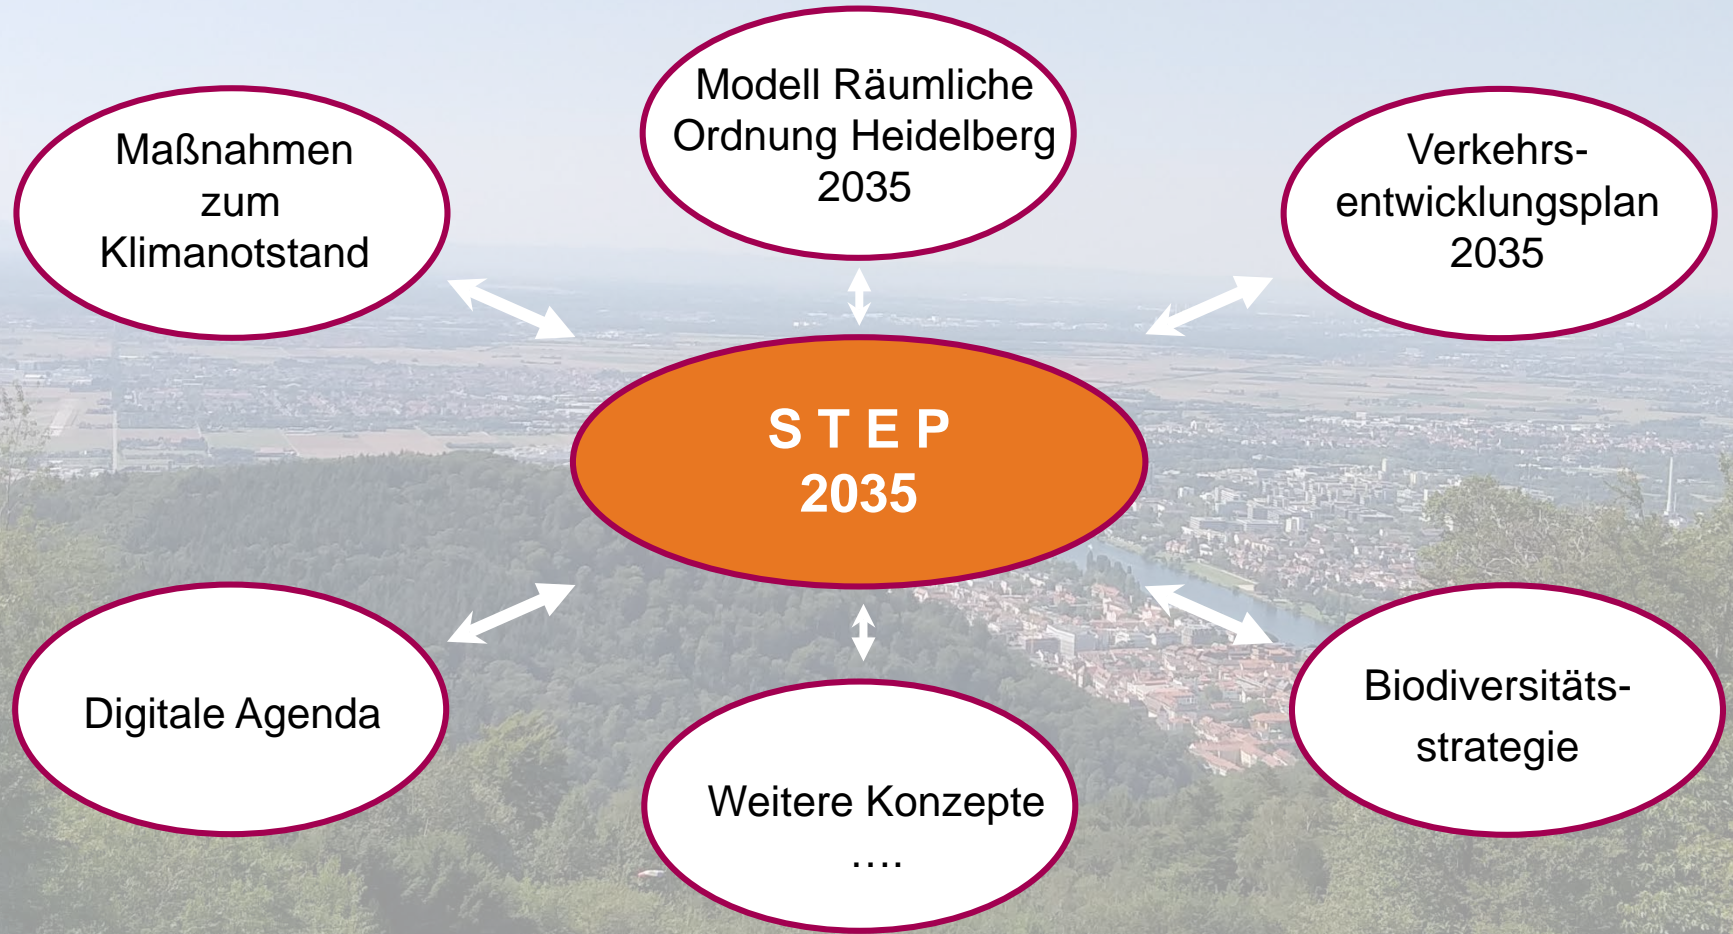 Modell Räumliche
Ordnung Heidelberg
2035
Maßnahmen
zum
Klimanotstand
Verkehrs-
entwicklungsplan
2035
S T E P
2035
Digitale Agenda
Weitere Konzepte
....
Biodiversitäts-
strategie